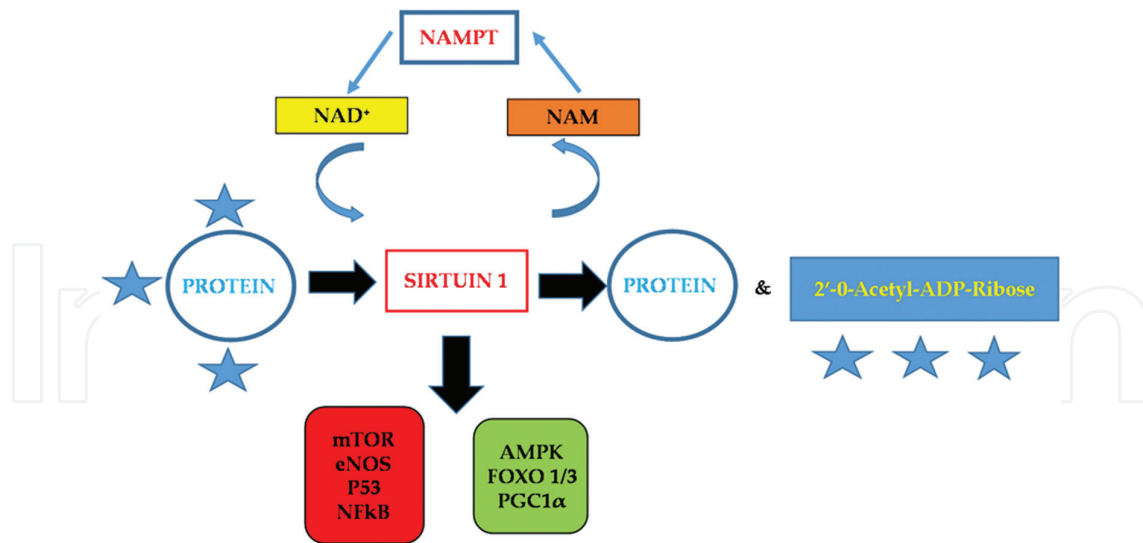 NAMPT
NAD⁺
NAM
PROTEIN
SIRTUIN 1
PROTEIN
&
2′-0-Acetyl-ADP-Ribose
mTOR
eNOS
P53
NFkB
AMPK
FOXO 1/3
PGC1α